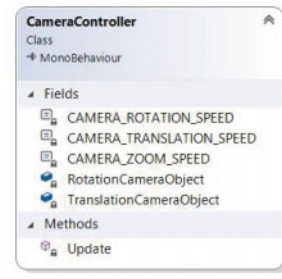 CameraController
Class
MonoBehaviour
Fields
CAMERA_ROTATION_SPEED
CAMERA_TRANSLATION_SPEED
CAMERA_ZOOM_SPEED
RotationCameraObject
TranslationCameraObject
Methods
Update